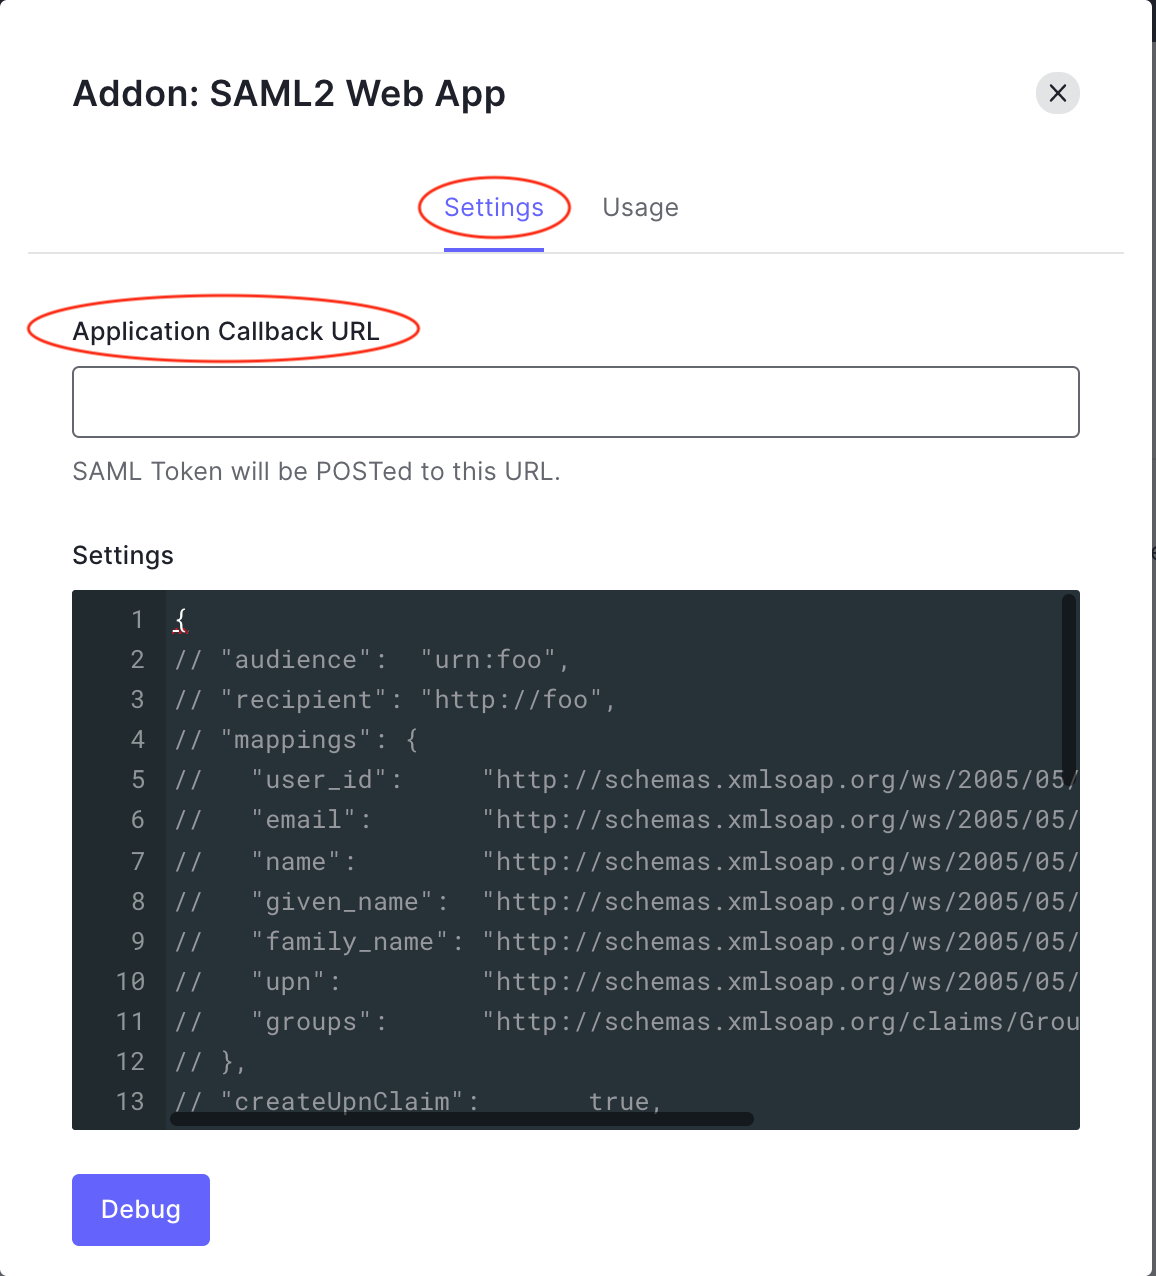 Addon: SAML2 Web App
Settings Usage
Application Callback URL
SAML Token will be POSTed to this URL.
Settings
1 {
2 // "audience":  "urn:foo",
3 // "recipient": "http://foo",
4 // "mappings": {
5 //   "user_id":     "http://schemas.xmlsoap.org/ws/2005/05/
6 //   "email":       "http://schemas.xmlsoap.org/ws/2005/05/
7 //   "name":        "http://schemas.xmlsoap.org/ws/2005/05/
8 //   "given_name":  "http://schemas.xmlsoap.org/ws/2005/05/
9 //   "family_name": "http://schemas.xmlsoap.org/ws/2005/05/
10 //   "upn":         "http://schemas.xmlsoap.org/ws/2005/05/
11 //   "groups":      "http://schemas.xmlsoap.org/claims/Grou
12 // },
13 // "createUpnClaim":       true,
Debug